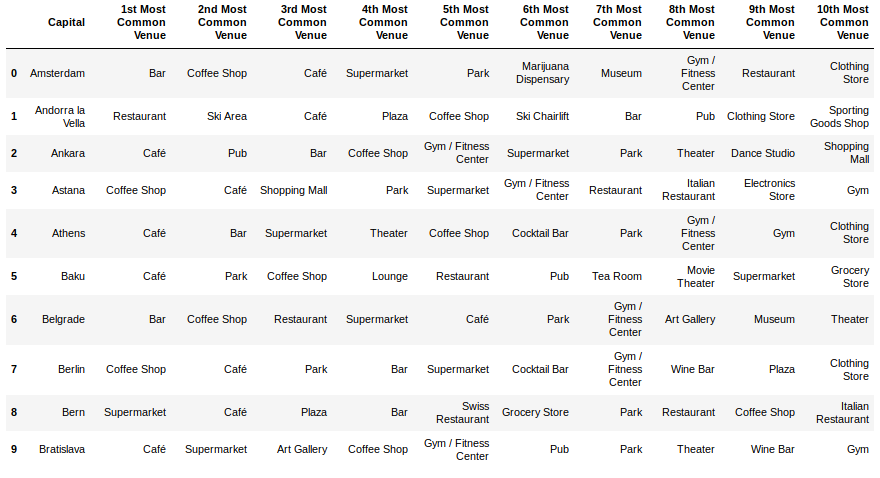 Capital 1st Most Common Venue 2nd Most Common Venue 3rd Most Common Venue 4th Most Common Venue 5th Most Common Venue 6th Most Common Venue 7th Most Common Venue 8th Most Common Venue 9th Most Common Venue 10th Most Common Venue
0 Amsterdam Bar Coffee Shop Café Supermarket Park Marijuana Dispensary Museum Gym / Fitness Center Restaurant Clothing Store
1 Andorra la Vella Restaurant Ski Area Café Plaza Coffee Shop Ski Chairlift Bar Pub Clothing Store Sporting Goods Shop
2 Ankara Café Pub Bar Coffee Shop Gym / Fitness Center Supermarket Park Theater Dance Studio Shopping Mall
3 Astana Coffee Shop Café Shopping Mall Park Supermarket Gym / Fitness Center Restaurant Italian Restaurant Electronics Store Gym
4 Athens Café Bar Supermarket Theater Coffee Shop Cocktail Bar Park Gym / Fitness Center Gym Clothing Store
5 Baku Café Park Coffee Shop Lounge Restaurant Pub Tea Room Movie Theater Supermarket Grocery Store
6 Belgrade Bar Coffee Shop Restaurant Supermarket Café Park Gym / Fitness Center Art Gallery Museum Theater
7 Berlin Coffee Shop Café Park Bar Supermarket Cocktail Bar Gym / Fitness Center Wine Bar Plaza Clothing Store
8 Bern Supermarket Café Plaza Bar Swiss Restaurant Grocery Store Park Restaurant Coffee Shop Italian Restaurant
9 Bratislava Café Supermarket Art Gallery Coffee Shop Gym / Fitness Center Pub Park Theater Wine Bar Gym